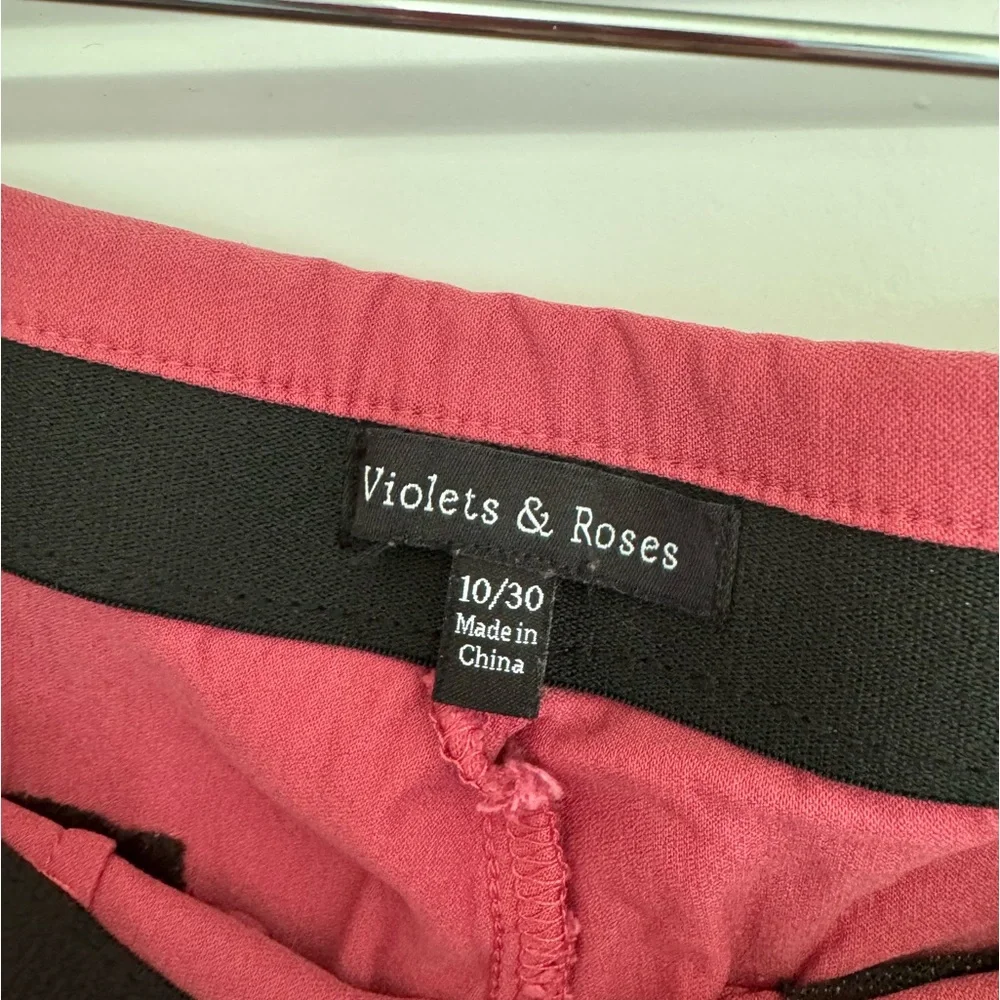 Violets & Roses
10/30
Made in
China